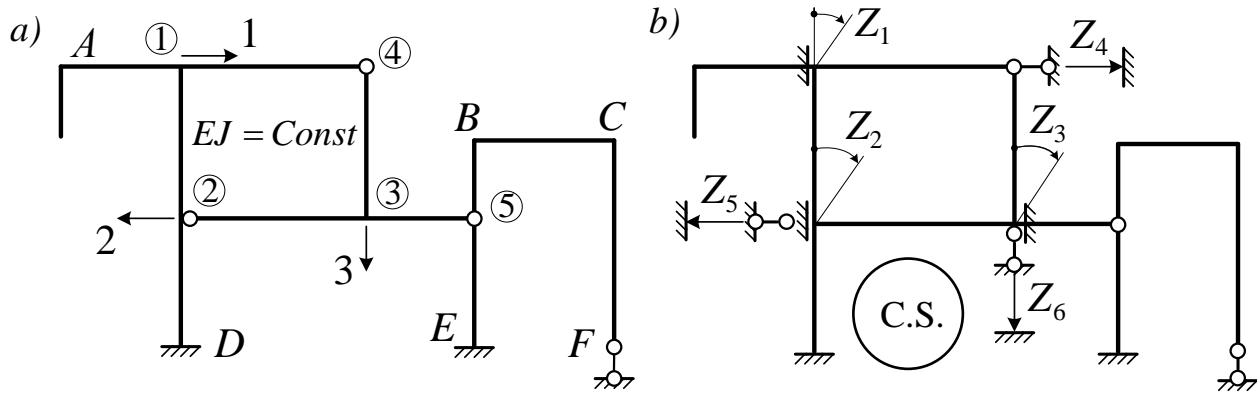 a)
A ① 1 ④
EJ = Const
B C
② ③ ⑤
2
3
D E F
b)
Z₁
Z₄
Z₂ Z₃
Z₅
C.S. Z₆